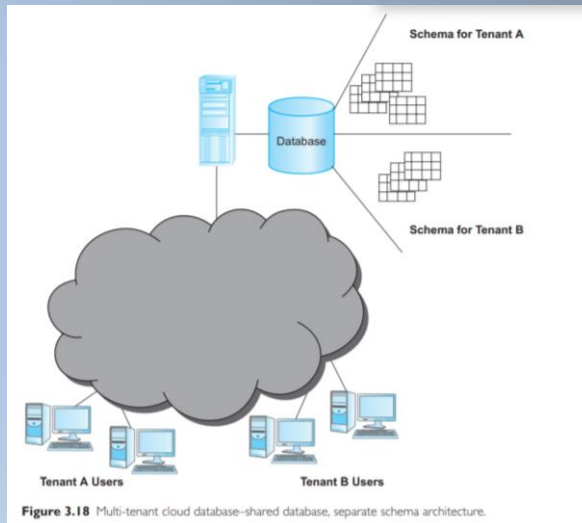 Schema for Tenant A
Database
Schema for Tenant B
Tenant A Users
Tenant B Users
Figure 3.18 Multi-tenant cloud database–shared database, separate schema architecture.